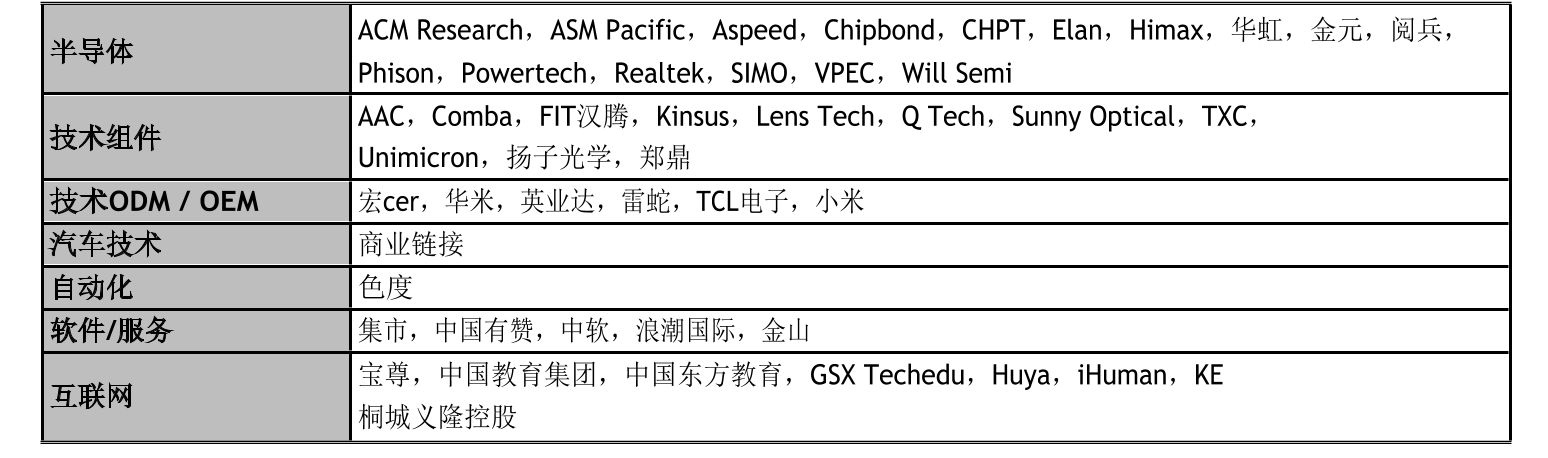 半导体
ACM Research，ASM Pacific，Aspeed，Chipbond，CHPT，Elan，Himax，华虹，金元，阅兵，
Phison，Powertech，Realtek，SIMO，VPEC，Will Semi
技术组件
AAC，Comba，FIT汉腾，Kinsus，Lens Tech，Q Tech，Sunny Optical，TXC，
Unimicron，扬子光学，郑鼎
技术ODM / OEM
宏cer，华米，英业达，雷蛇，TCL电子，小米
汽车技术
商业链接
自动化
色度
软件/服务
集市，中国有赞，中软，浪潮国际，金山
互联网
宝尊，中国教育集团，中国东方教育，GSX Techedu，Huya，iHuman，KE
桐城义隆控股